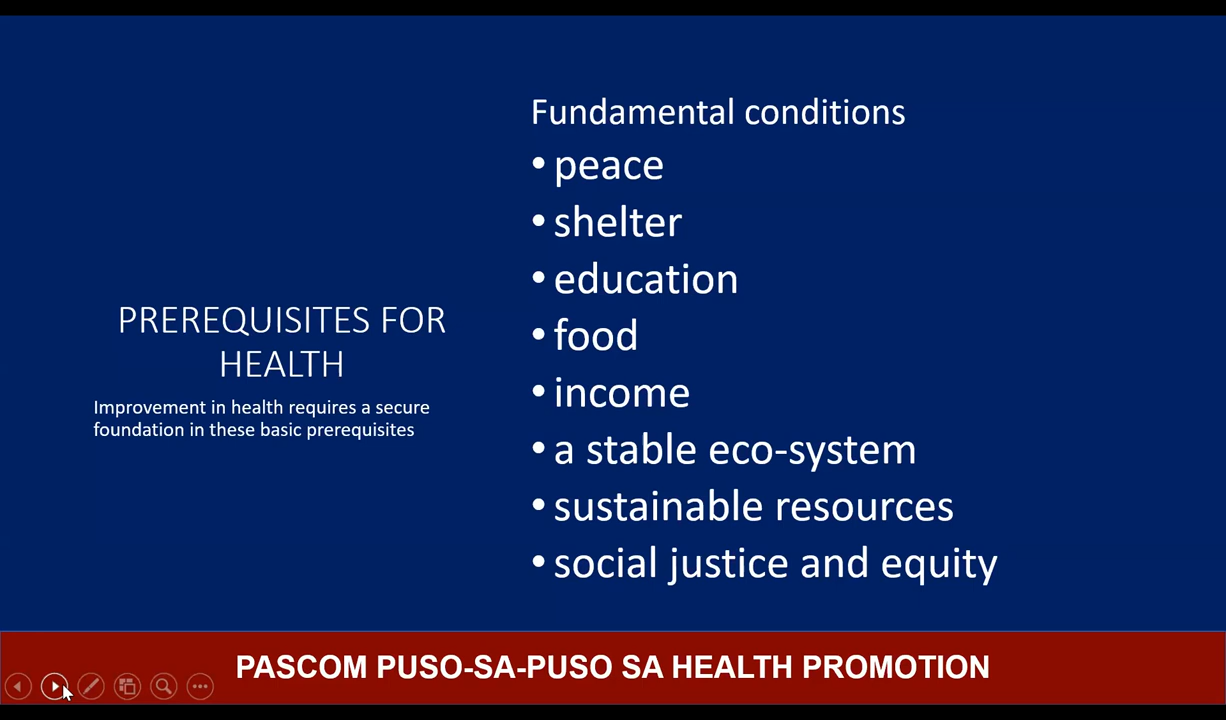 PREREQUISITES FOR
HEALTH
Improvement in health requires a secure
foundation in these basic prerequisites
Fundamental conditions
• peace
• shelter
• education
• food
• income
• a stable eco-system
• sustainable resources
• social justice and equity
PASCOM PUSO-SA-PUSO SA HEALTH PROMOTION